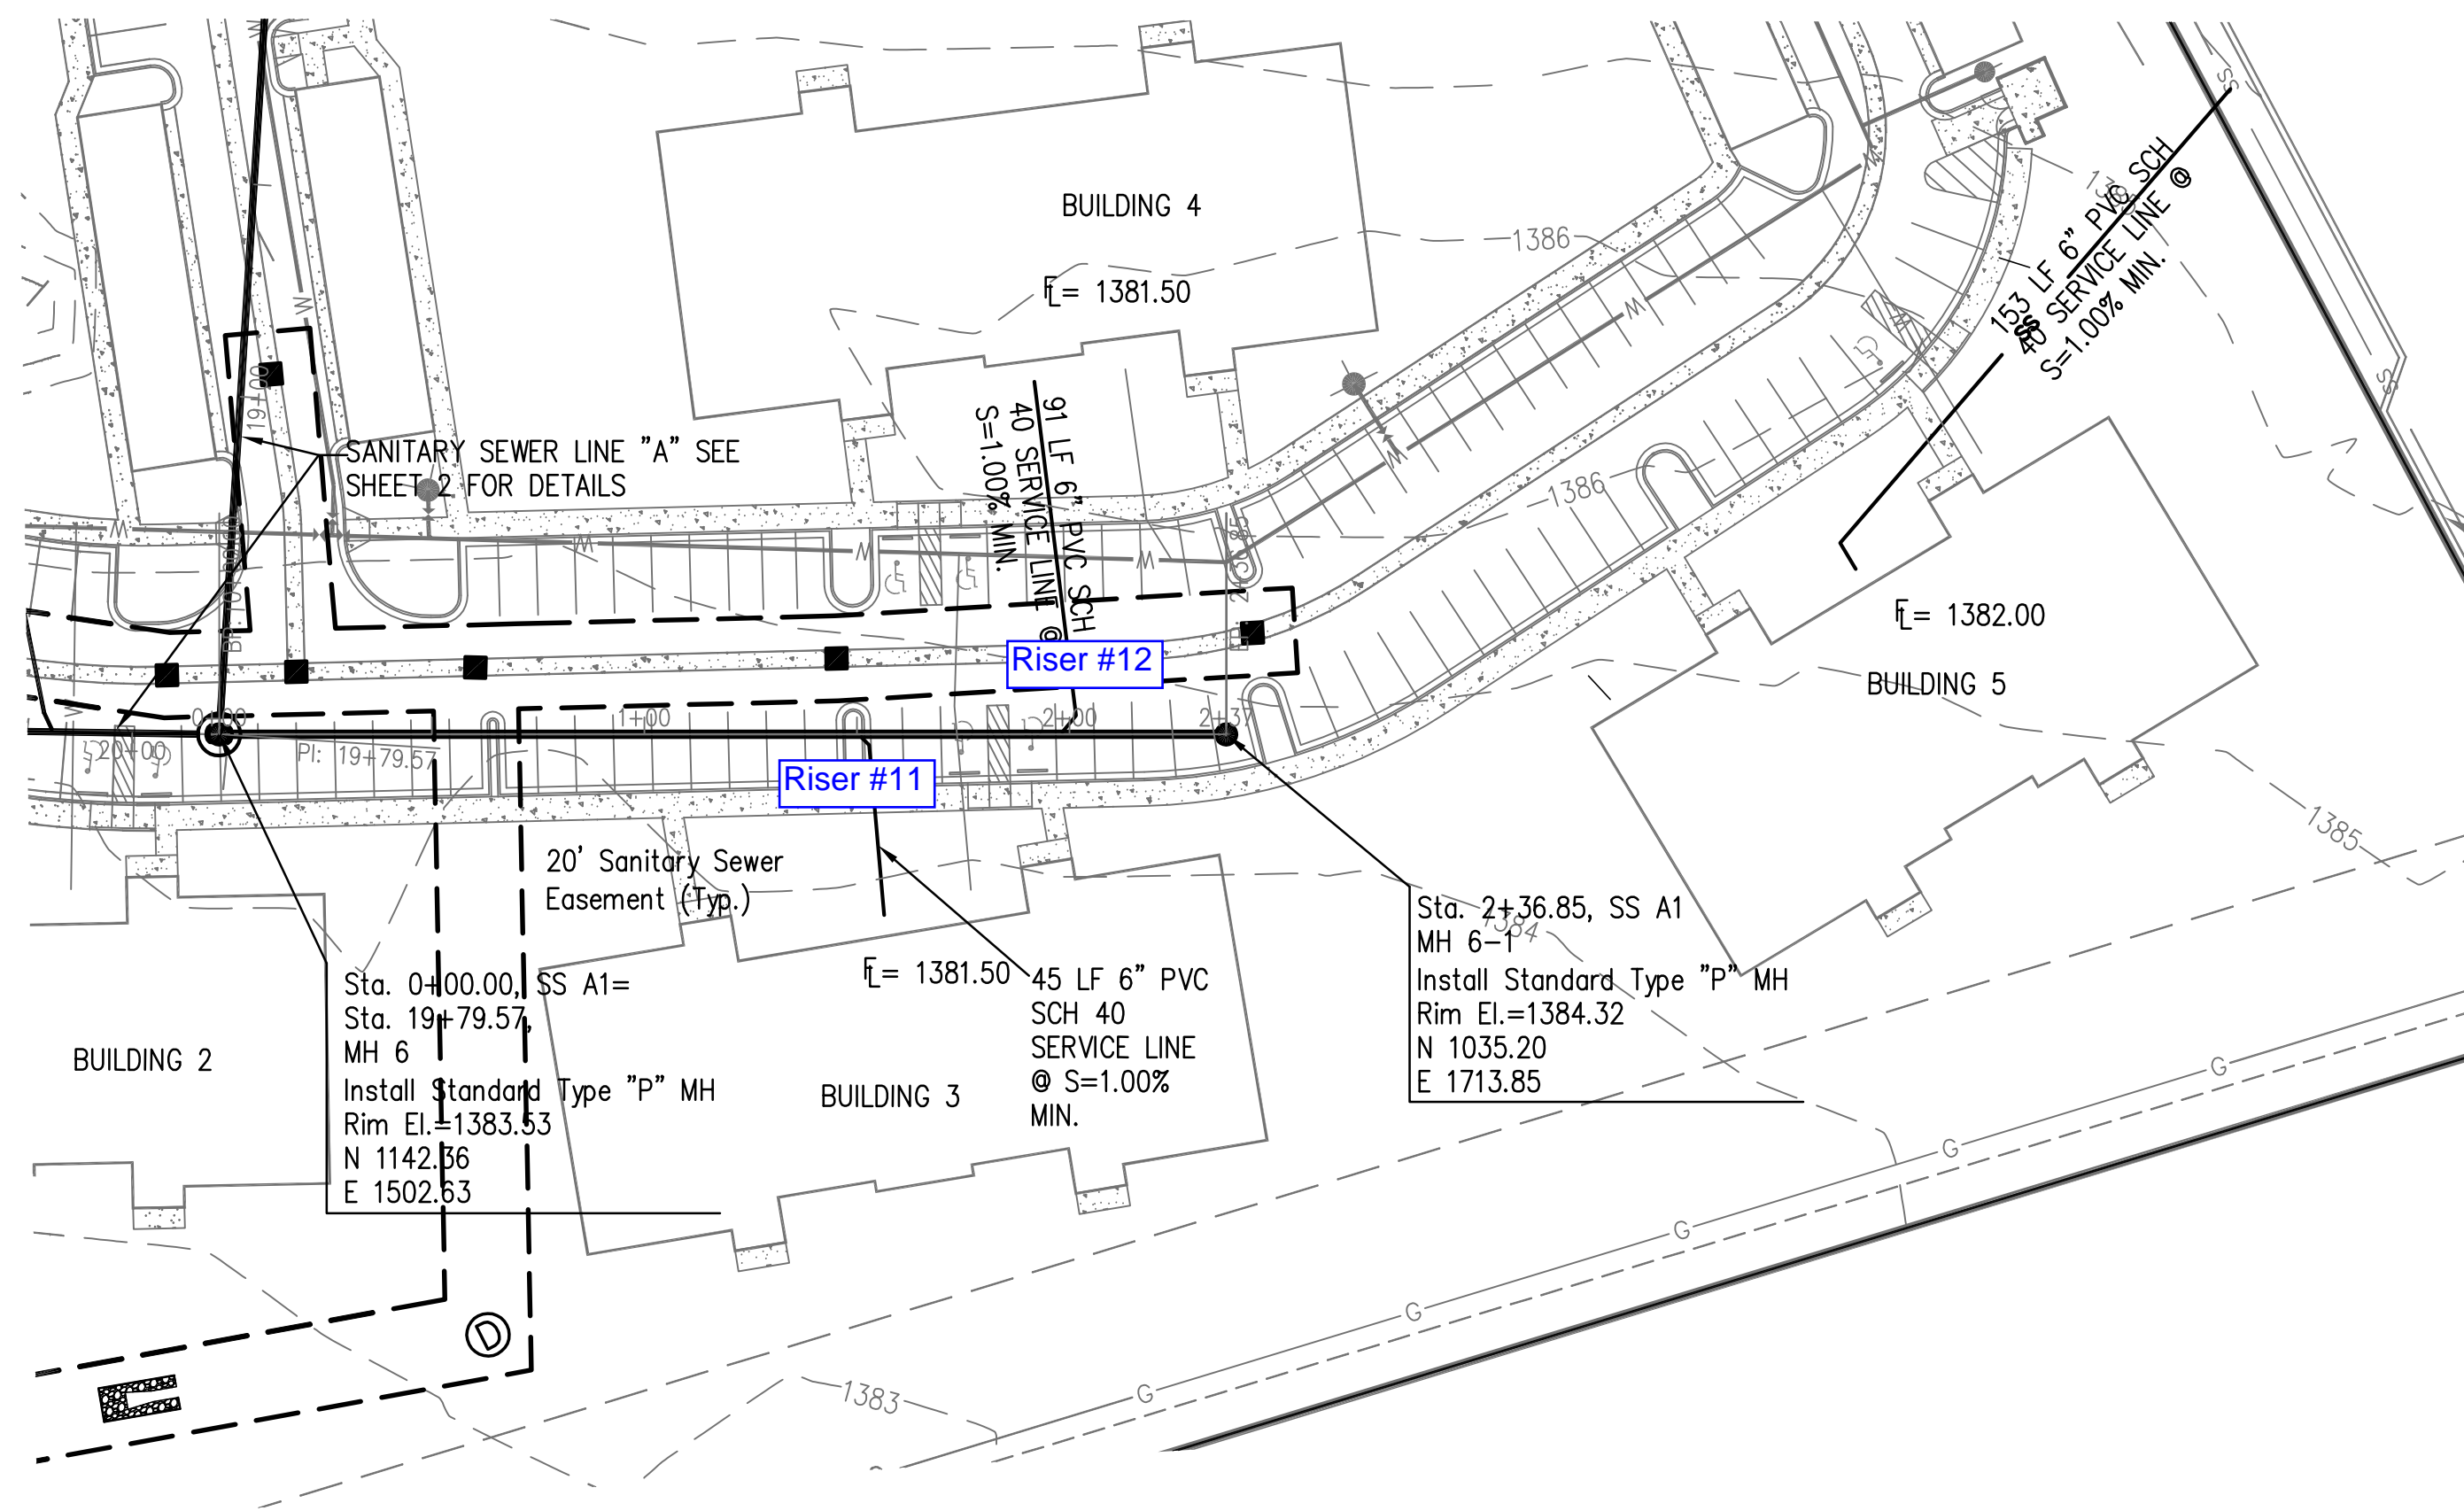 BUILDING 4
FL= 1381.50
1386
SANITARY SEWER LINE "A" SEE
SHEET 2 FOR DETAILS
19+00
91 LF 6" PVC SCH
40 SERVICE LINE @
S=1.00% MIN.
153 LF 6" PVC SCH
40 SERVICE LINE @
S=1.00% MIN.
SS
SS
SS
1386
FL= 1382.00
BUILDING 5
Riser #12
0+00
1+00
2+00
2+37
20+00
PI: 19+79.57
Riser #11
20' Sanitary Sewer
Easement (Typ.)
1385
1384
Sta. 2+36.85, SS A1
MH 6-1
Install Standard Type "P" MH
Rim El.=1384.32
N 1035.20
E 1713.85
FL= 1381.50
45 LF 6" PVC
SCH 40
SERVICE LINE
@ S=1.00%
MIN.
Sta. 0+00.00, SS A1=
Sta. 19+79.57,
MH 6
Install Standard Type "P" MH
Rim El.=1383.53
N 1142.36
E 1502.63
BUILDING 2
BUILDING 3
D
1383
W
W
W
W
W
W
W
G
G
G
G
G